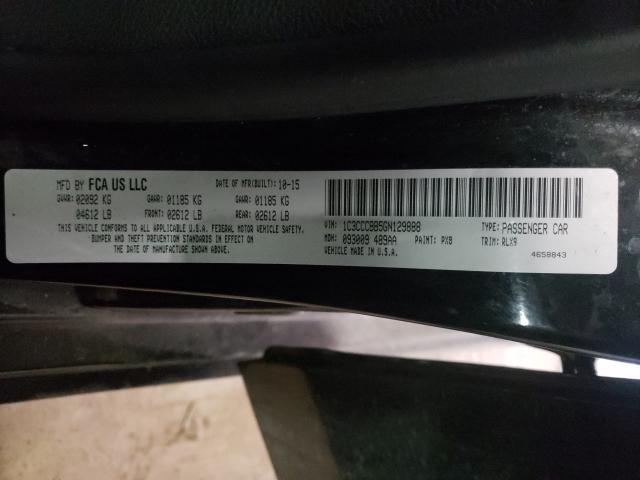 MFD BY FCA US LLC DATE OF MFR(BUILT): 10-15
GVWR: 02092 KG GAWR: 01185 KG GAWR: 01185 KG
04612 LB FRONT: 02612 LB REAR: 02612 LB
THIS VEHICLE CONFORMS TO ALL APPLICABLE U.S.A. FEDERAL MOTOR VEHICLE SAFETY,
BUMPER AND THEFT PREVENTION STANDARDS IN EFFECT ON
THE DATE OF MANUFACTURE SHOWN ABOVE.
VIN: 1C3CCCBB5GN129888 TYPE: PASSENGER CAR
MDH: 093009 489AA PAINT: PX8 TRIM: RLX9
VEHICLE MADE IN U.S.A.
4658843